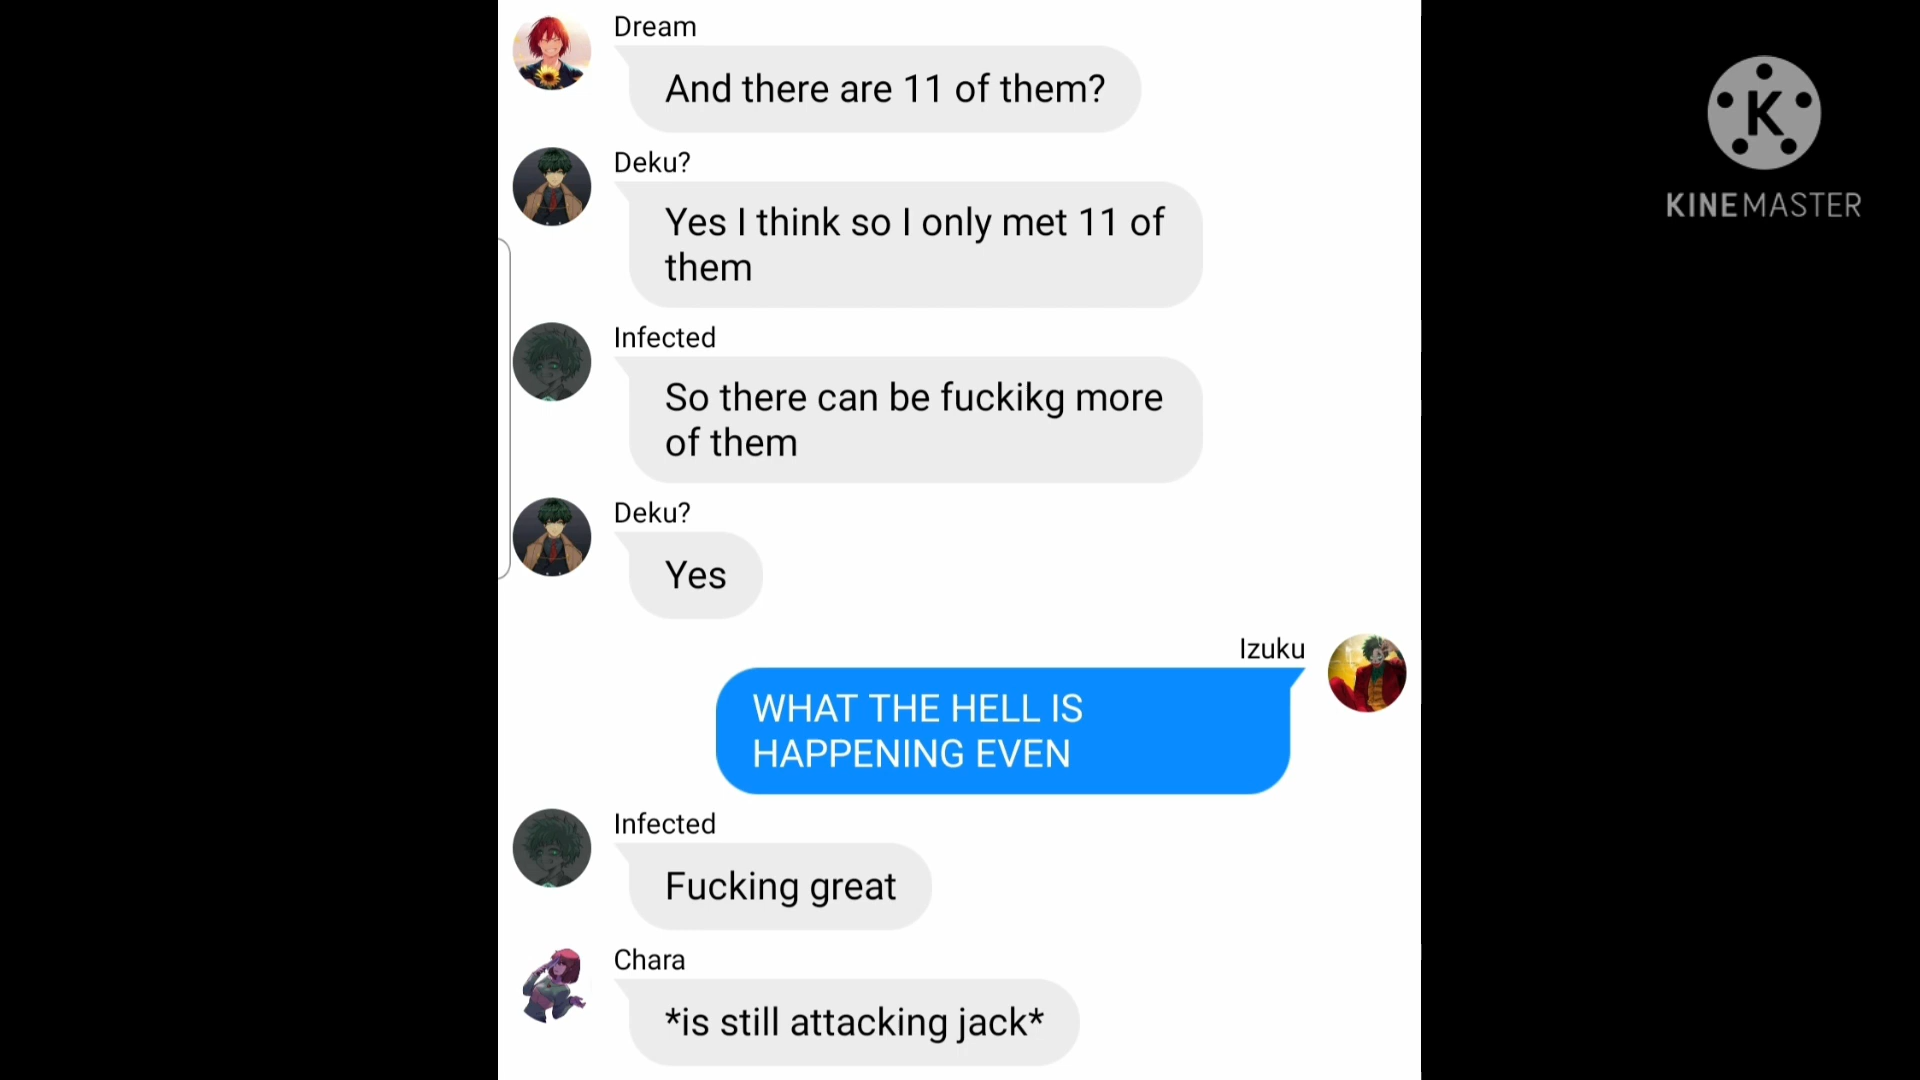 Dream
And there are 11 of them?
Deku?
Yes I think so I only met 11 of
them
Infected
So there can be fuckikg more
of them
Deku?
Yes
Izuku
WHAT THE HELL IS
HAPPENING EVEN
Infected
Fucking great
Chara
*is still attacking jack*
K
KINEMASTER